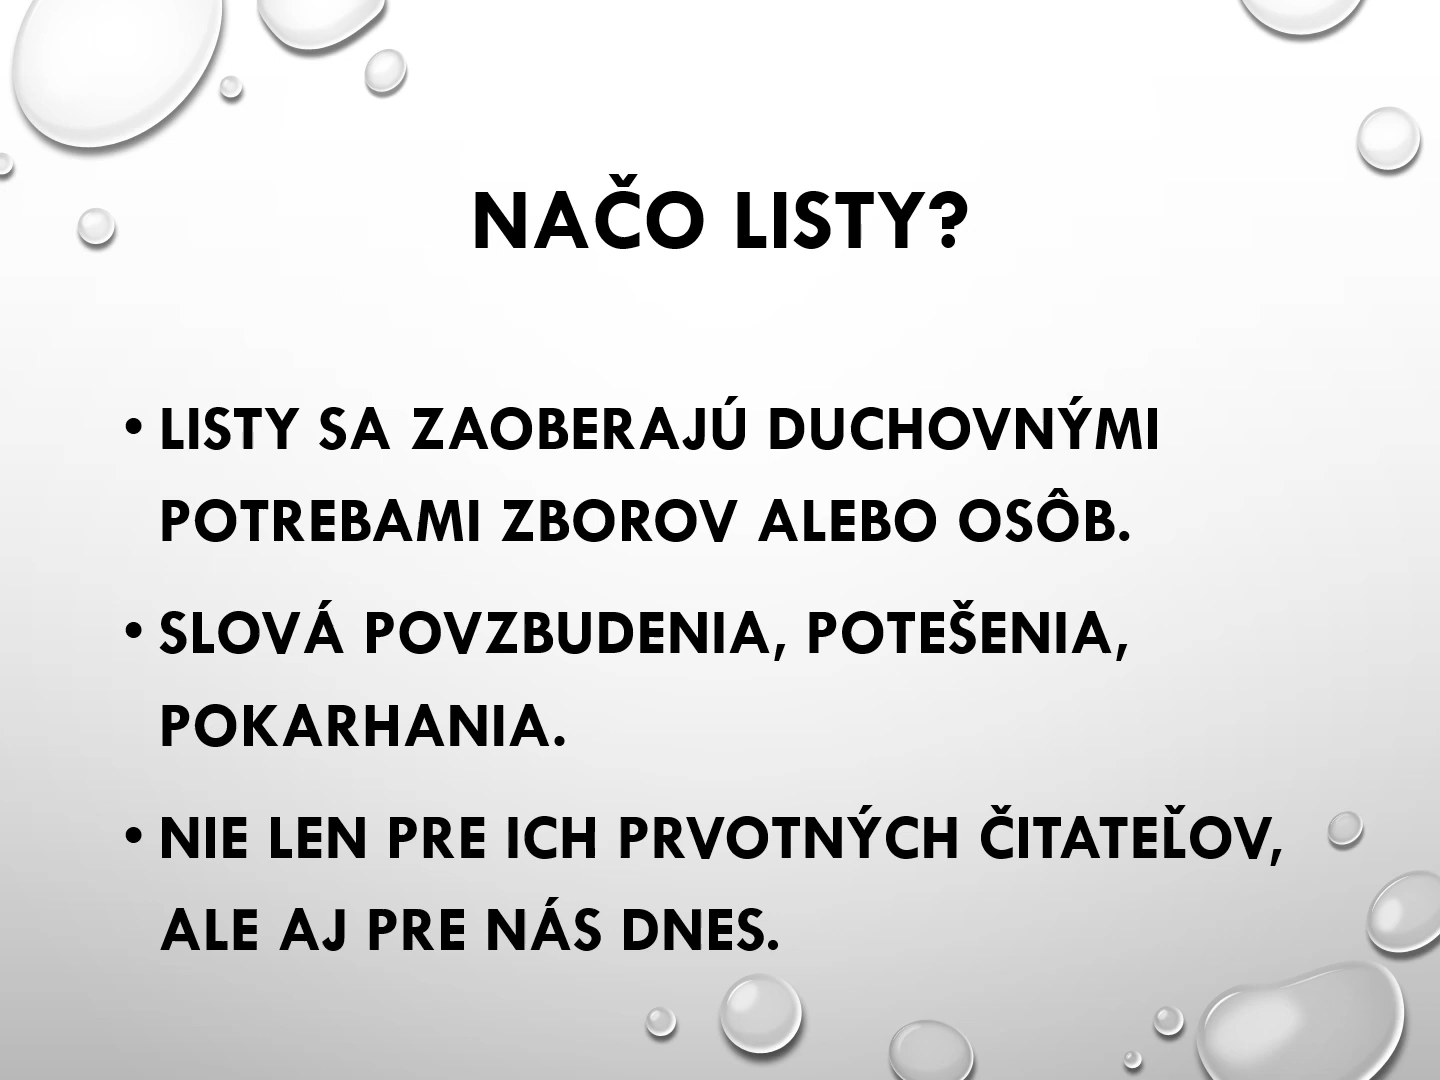 NAČO LISTY?
• LISTY SA ZAOBERAJÚ DUCHOVNÝMI
POTREBAMI ZBOROV ALEBO OSÔB.
• SLOVÁ POVZBUDENIA, POTEŠENIA,
POKARHANIA.
• NIE LEN PRE ICH PRVOTNÝCH ČITATEĽOV,
ALE AJ PRE NÁS DNES.